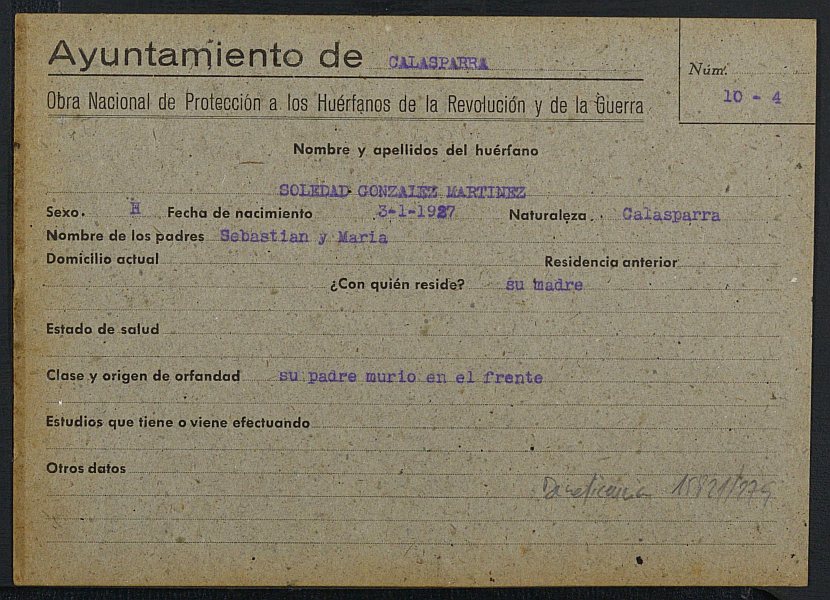 Ayuntamiento de CALASPARRA
Núm.
10 - 4
Obra Nacional de Protección a los Huérfanos de la Revolución y de la Guerra
Nombre y apellidos del huérfano
SOLEDAD GONZALEZ MARTINEZ
Sexo. H Fecha de nacimiento 3-1-1927 Naturaleza. Calasparra
Nombre de los padres Sebastian y Maria
Domicilio actual Residencia anterior
¿Con quién reside? su madre
Estado de salud
Clase y origen de orfandad su padre murio en el frente
Estudios que tiene o viene efectuando
Otros datos